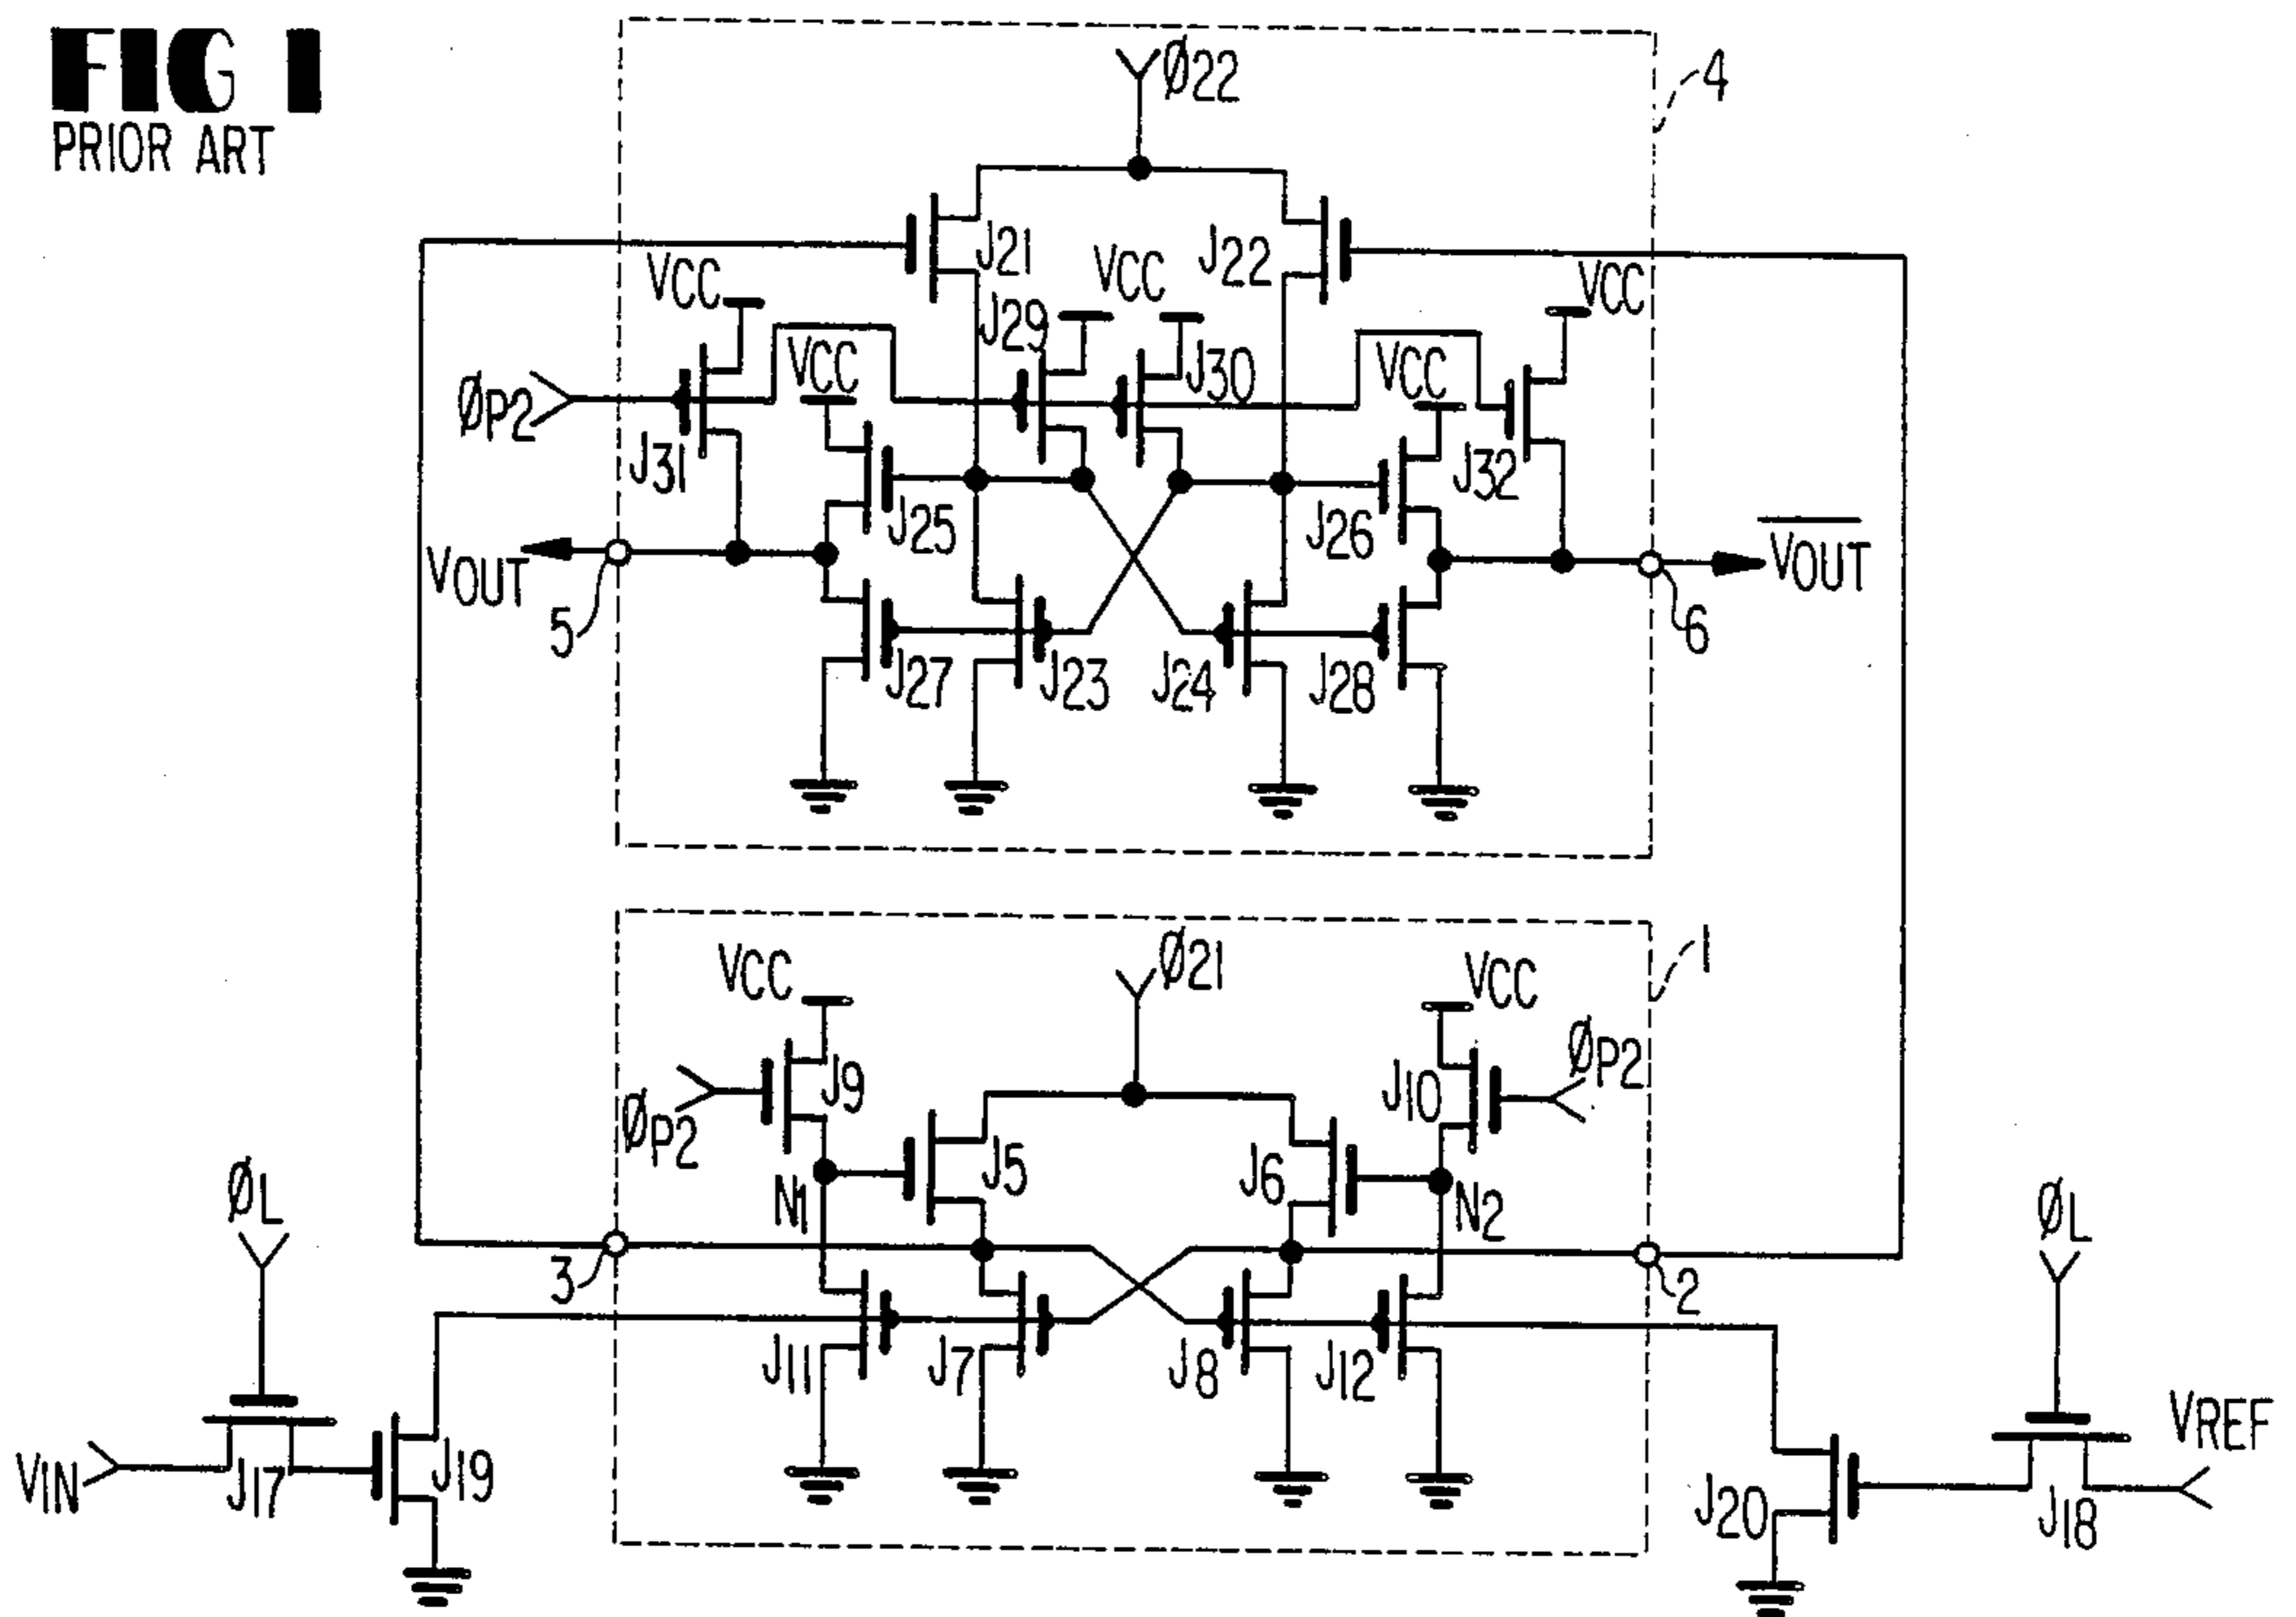 FIG 1
PRIOR ART
Ø22
4
J21
J22
VCC
VCC
VCC
J29
VCC
J30
VCC
ØP2
J31
J25
J26
J32
VOUT
VOUT
5
6
J27
J23
J24
J28
1
VCC
Ø21
VCC
ØP2
J9
J10
ØP2
J5
J6
N1
N2
ØL
ØL
3
2
J11
J7
J8
J12
VIN
J17
J19
J20
J18
VREF